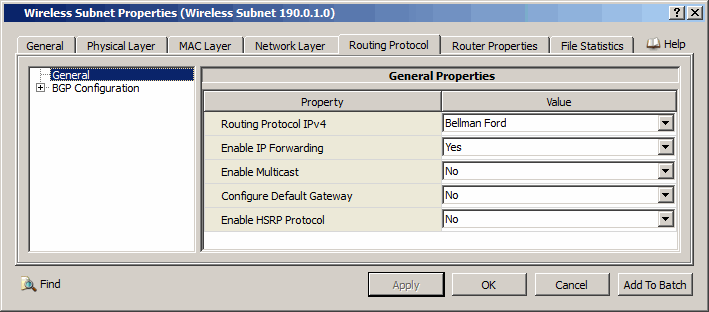 Wireless Subnet Properties (Wireless Subnet 190.0.1.0)
General Physical Layer MAC Layer Network Layer Routing Protocol Router Properties File Statistics Help
General
BGP Configuration
General Properties
Property Value
Routing Protocol IPv4 Bellman Ford
Enable IP Forwarding Yes
Enable Multicast No
Configure Default Gateway No
Enable HSRP Protocol No
Find Apply OK Cancel Add To Batch